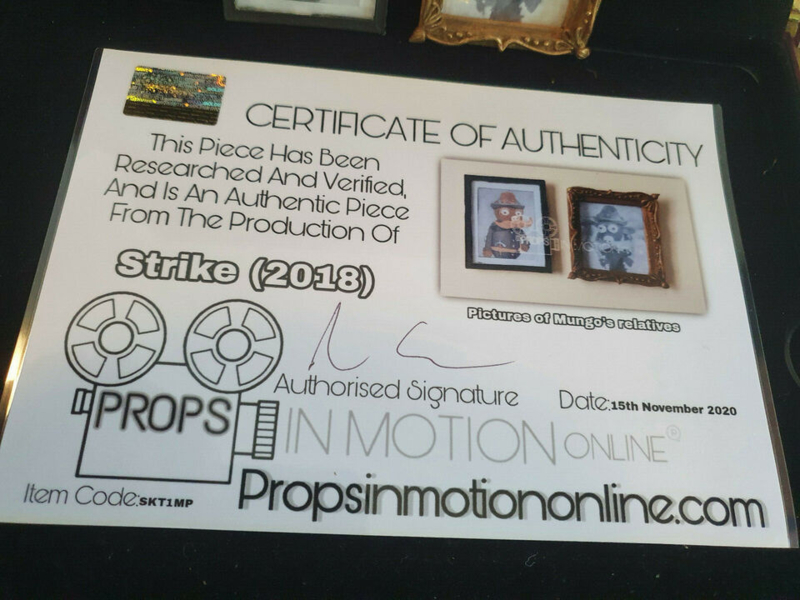 CERTIFICATE OF AUTHENTICITY
This Piece Has Been
Researched And Verified,
And Is An Authentic Piece
From The Production Of
Strike (2018)
Pictures of Mungo's relatives
Authorised Signature
Date:15th November 2020
PROPS
IN MOTION ONLINE®
Item Code:SKT1MP
Propsinmotiononline.com